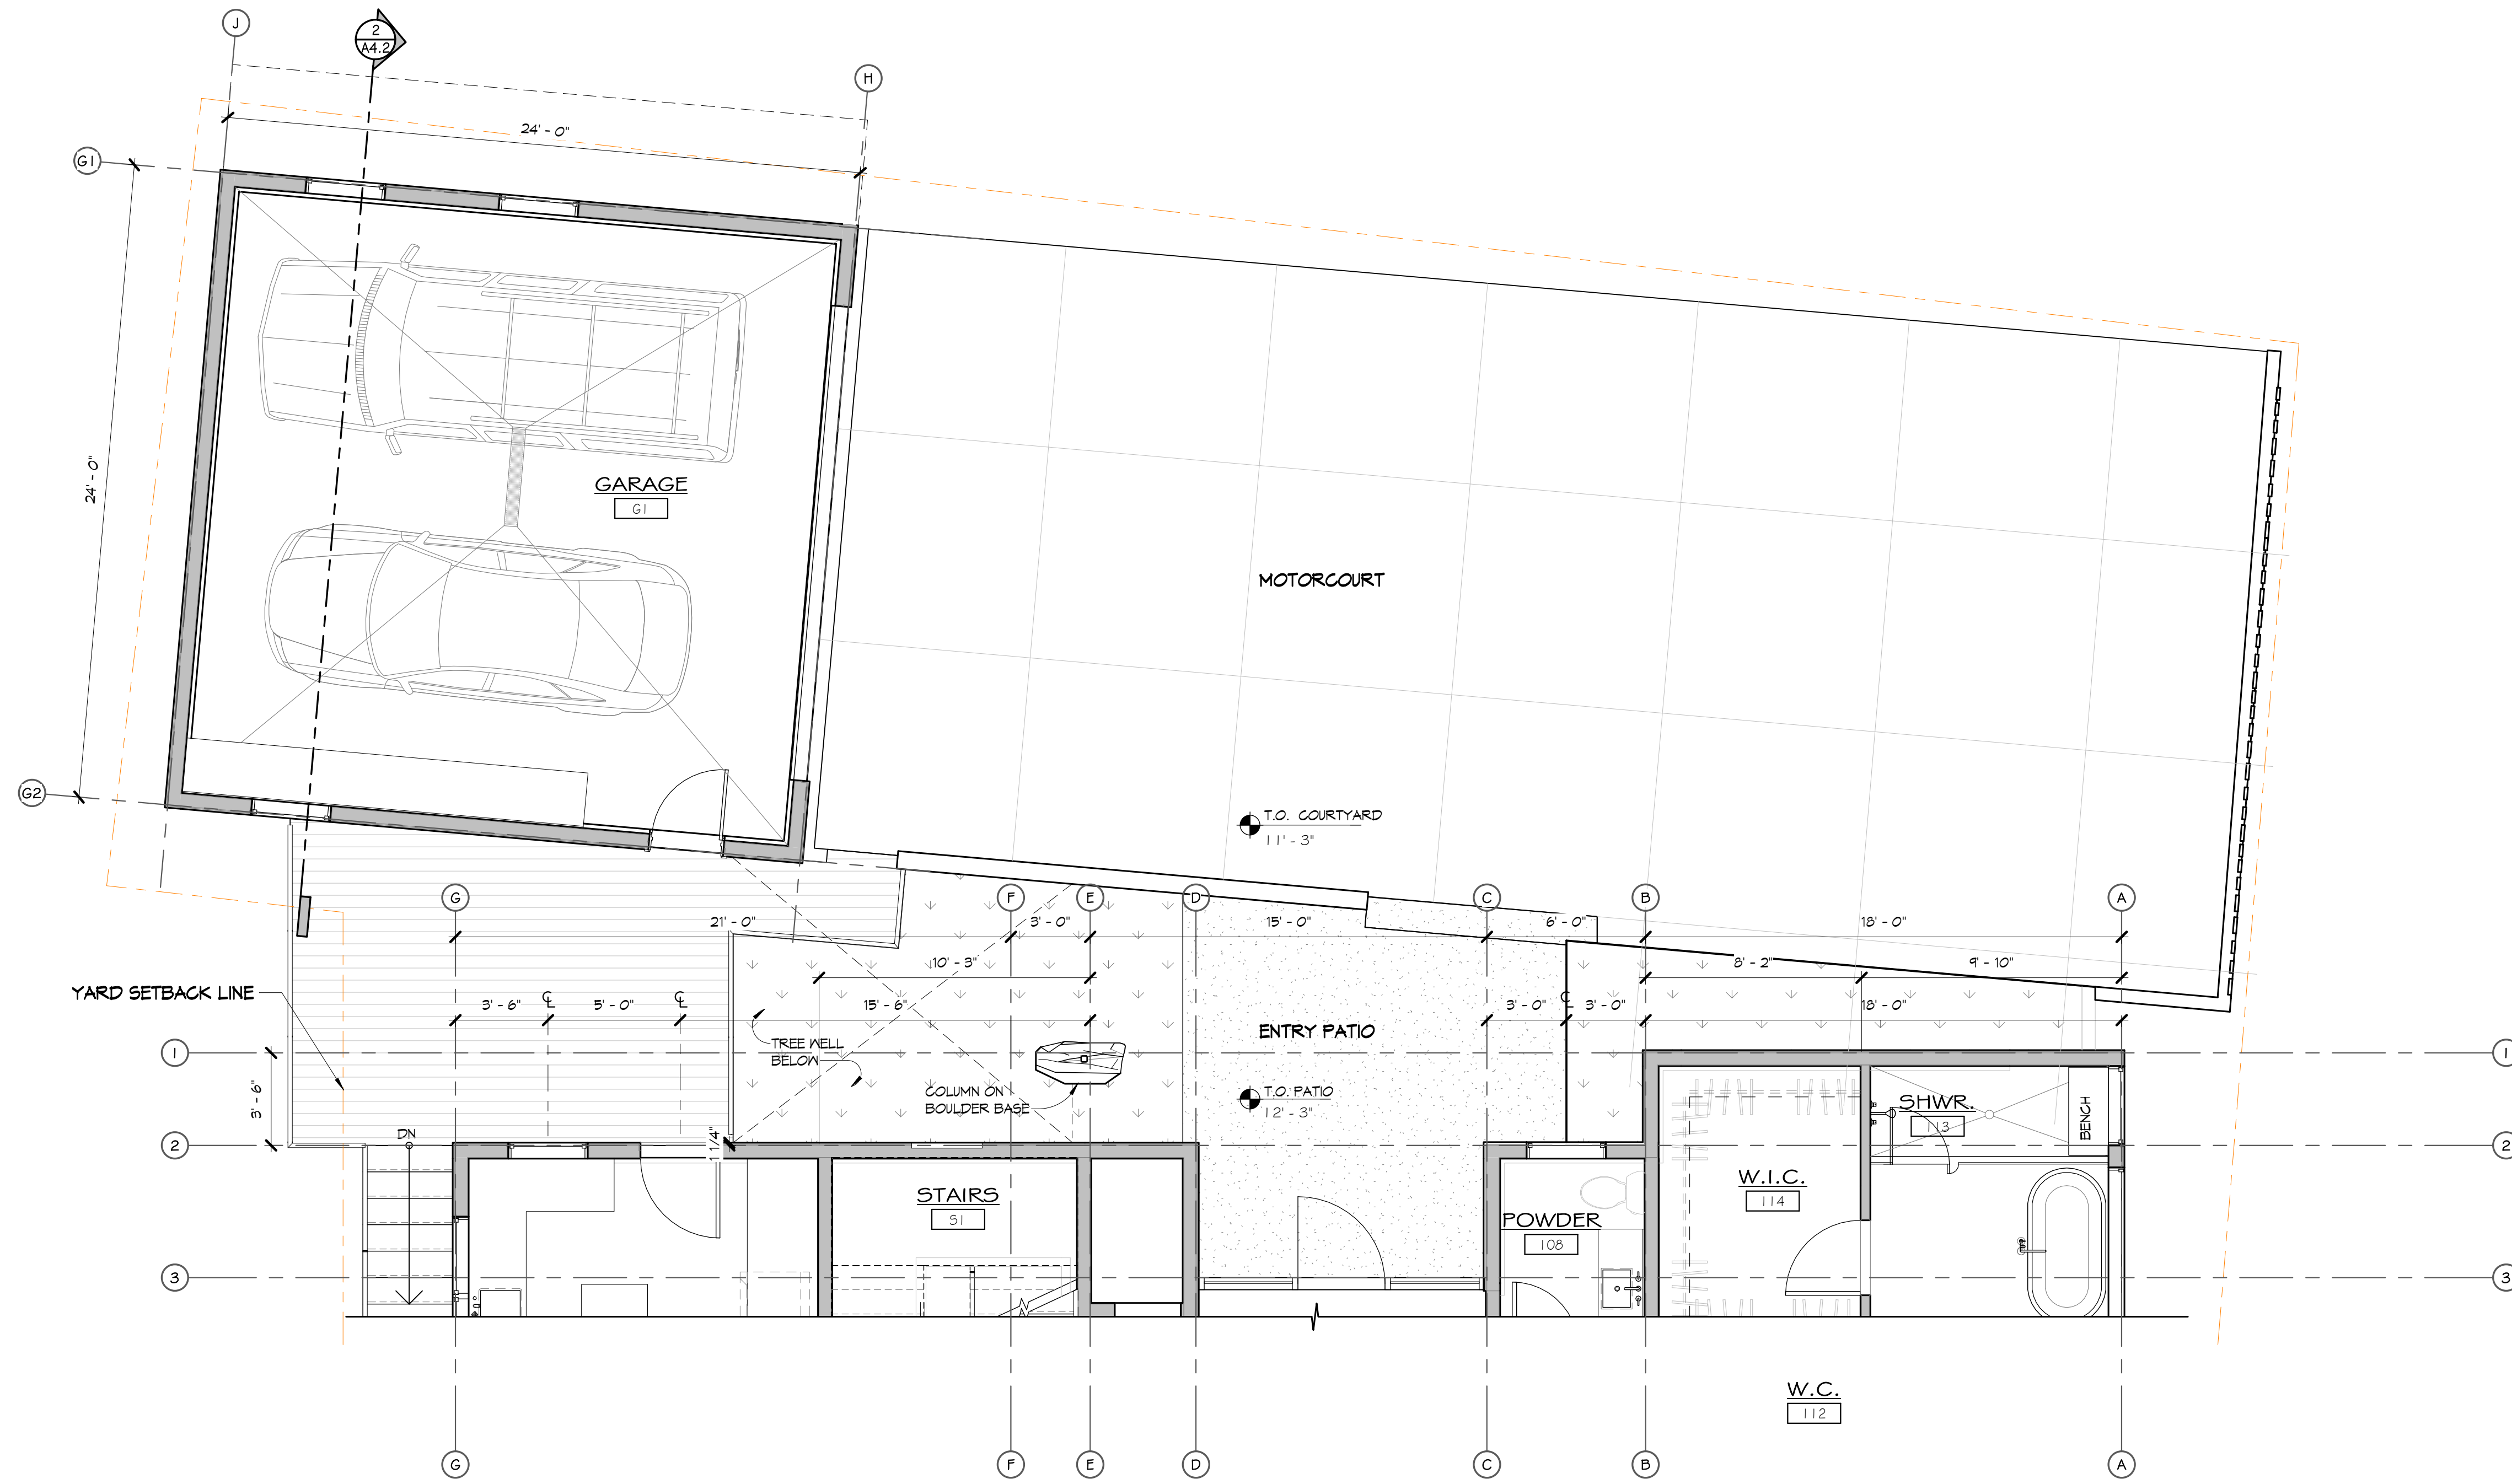 J
2
A4.2
H
24' - 0"
G1
24' - 0"
GARAGE
G1
MOTORCOURT
G2
T.O. COURTYARD
11' - 3"
G
F
E
D
C
B
A
21' - 0"
3' - 0"
15' - 0"
6' - 0"
18' - 0"
10' - 3"
8' - 2"
9' - 10"
YARD SETBACK LINE
3' - 6"
CL
5' - 0"
CL
15' - 6"
3' - 0"
CL
3' - 0"
18' - 0"
ENTRY PATIO
TREE WELL
BELOW
1
1
3' - 6"
COLUMN ON
BOULDER BASE
T.O. PATIO
12' - 3"
SHWR.
113
BENCH
DN
1 1/4"
2
2
STAIRS
S1
W.I.C.
114
POWDER
108
3
3
W.C.
112
G
F
E
D
C
B
A